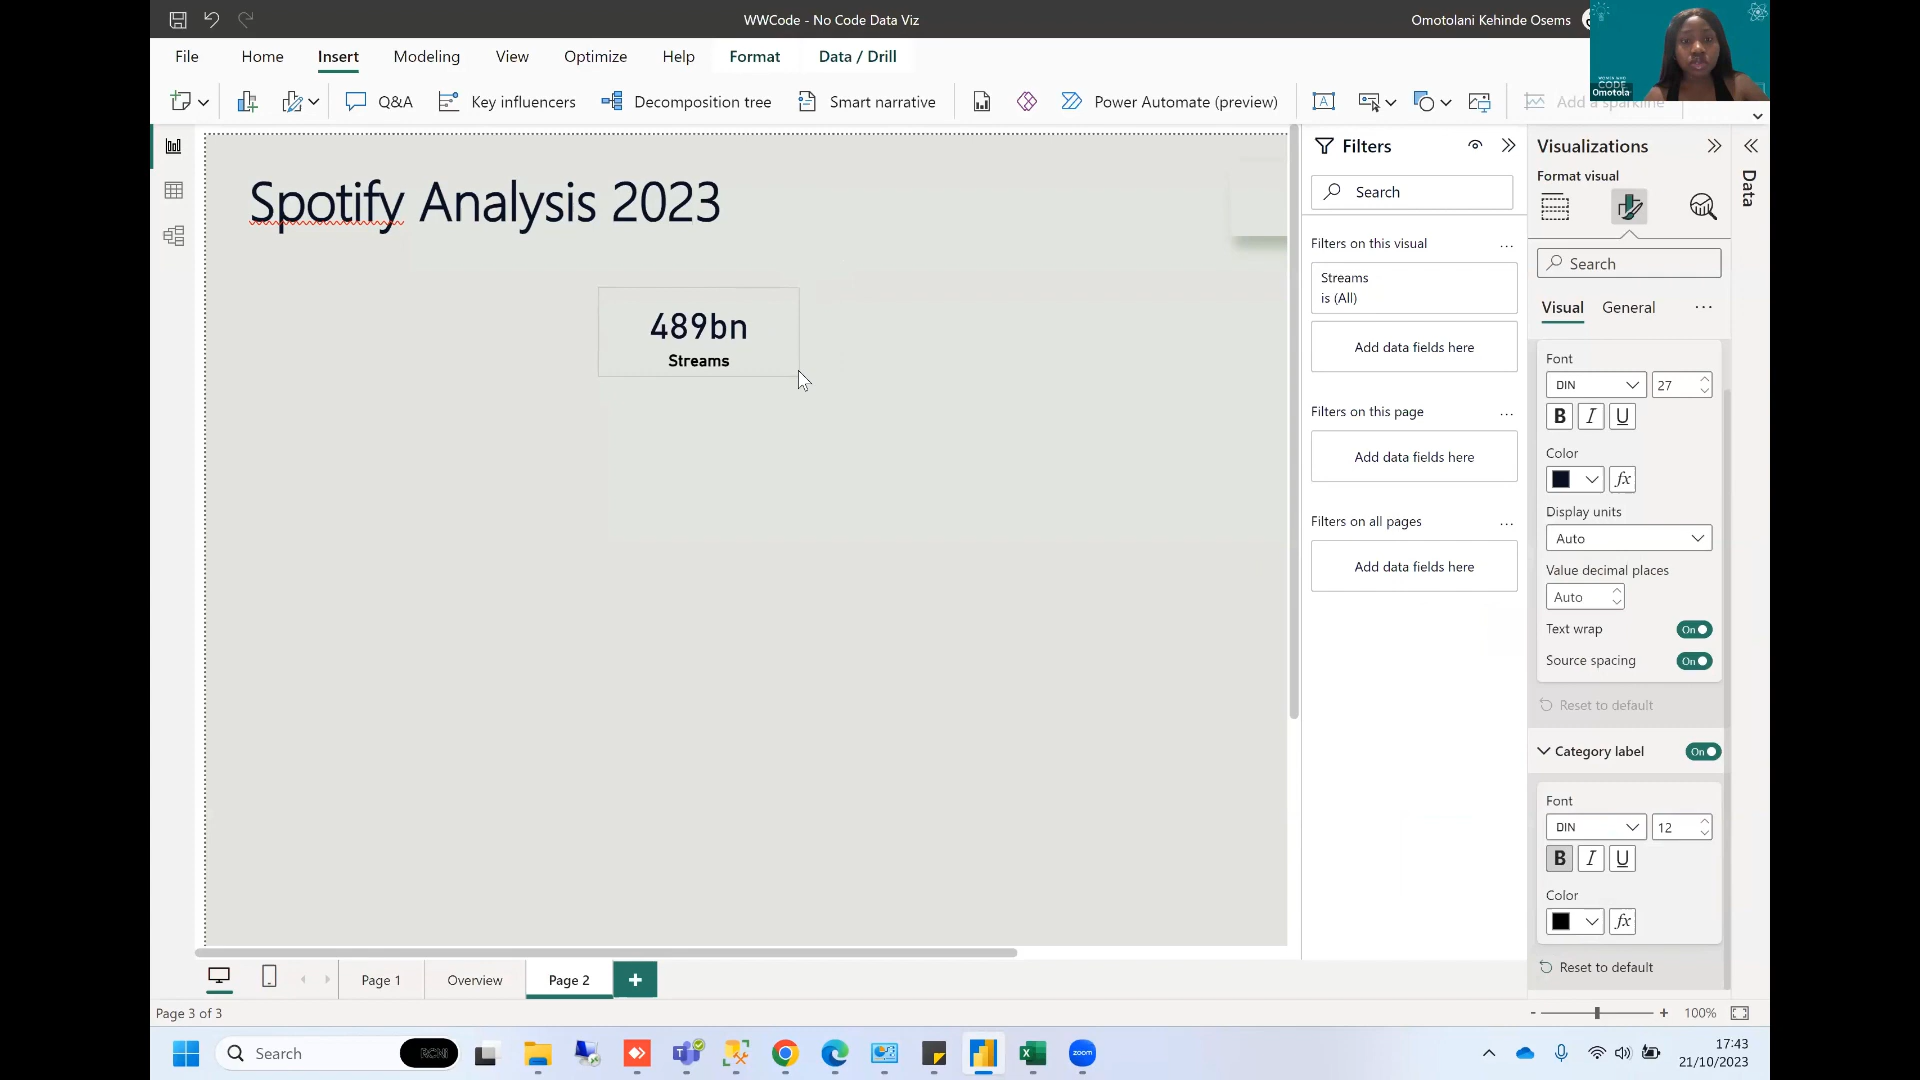 WWCode - No Code Data Viz
Omotolani Kehinde Osems
File
Home
Insert
Modeling
View
Optimize
Help
Format
Data / Drill
Q&A
Key influencers
Decomposition tree
Smart narrative
Power Automate (preview)
Add a sparkline
CODE
Omotola
Spotify Analysis 2023
489bn
Streams
Filters
Search
Filters on this visual
...
Streams
is (All)
Add data fields here
Filters on this page
...
Add data fields here
Filters on all pages
...
Add data fields here
Visualizations
Format visual
Search
Visual
General
...
Font
DIN
27
B
I
U
Color
fx
Display units
Auto
Value decimal places
Auto
Text wrap
On
Source spacing
On
Reset to default
Category label
On
Font
DIN
12
B
I
U
Color
fx
Reset to default
Data
Page 1
Overview
Page 2
+
Page 3 of 3
-
+
100%
Search
zoom
17:43
21/10/2023